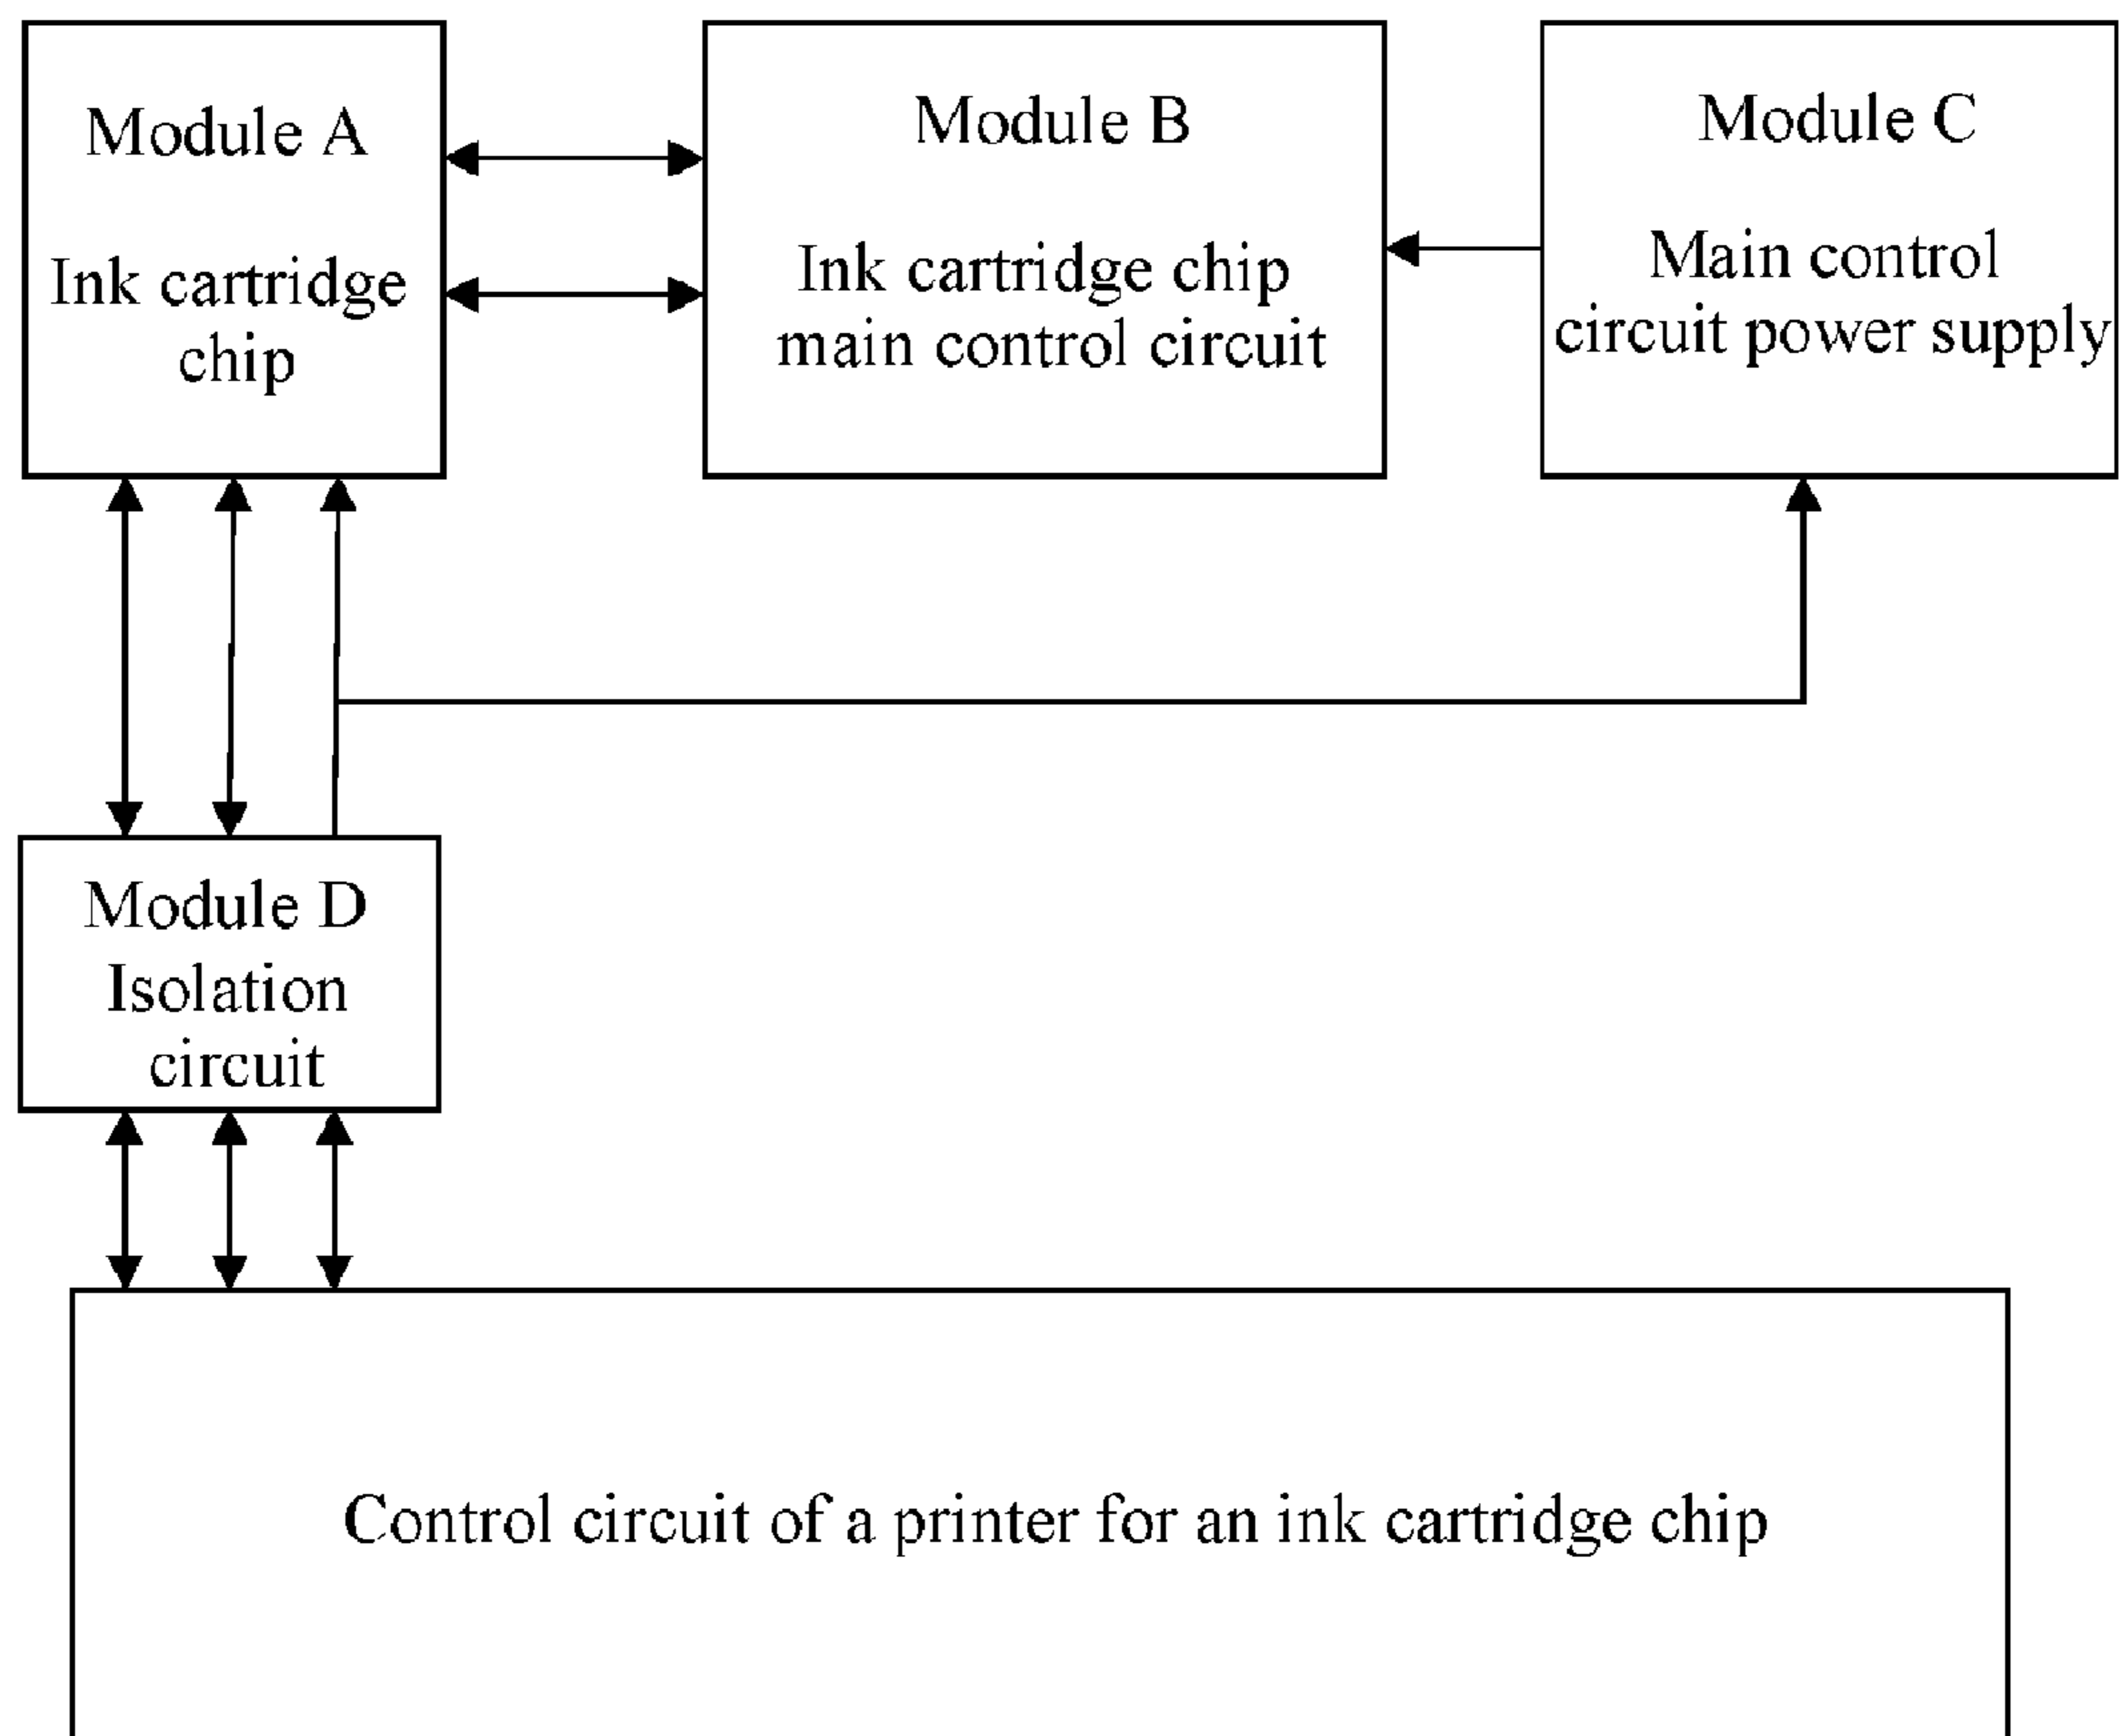 Module A
Ink cartridge
chip
Module B
Ink cartridge chip
main control circuit
Module C
Main control
circuit power supply
Module D
Isolation
circuit
Control circuit of a printer for an ink cartridge chip